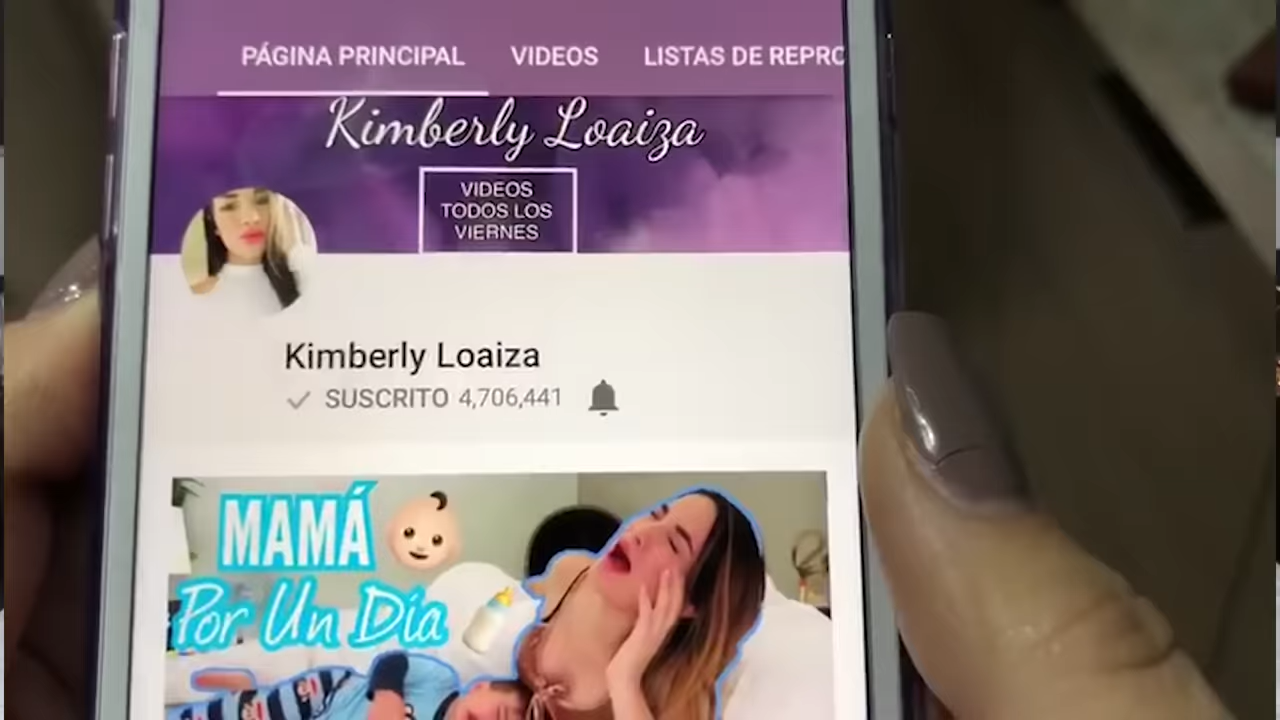 PÁGINA PRINCIPAL VIDEOS LISTAS DE REPRO
Kimberly Loaiza
VIDEOS
TODOS LOS
VIERNES
Kimberly Loaiza
SUSCRITO 4,706,441
MAMÁ
Por Un Día